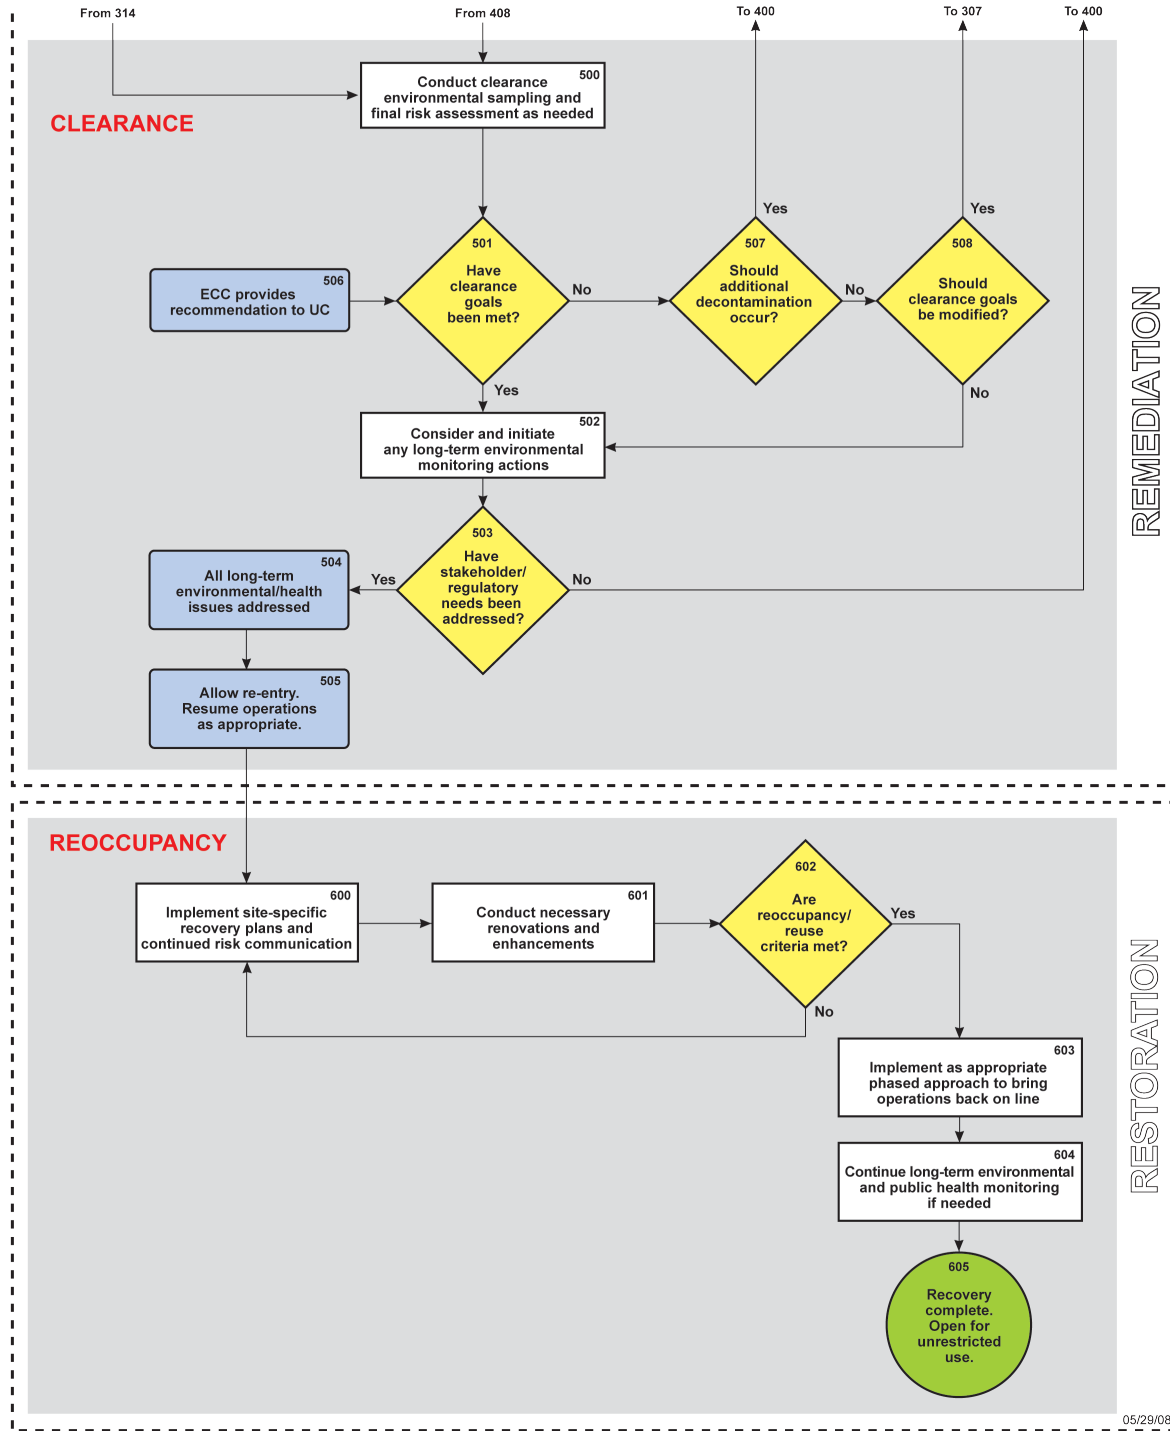 From 314
From 408
To 400
To 307
To 400
CLEARANCE
500
Conduct clearance
environmental sampling and
final risk assessment as needed
501
Have
clearance
goals
been met?
506
ECC provides
recommendation to UC
No
Yes
507
Should
additional
decontamination
occur?
Yes
No
508
Should
clearance goals
be modified?
Yes
No
502
Consider and initiate
any long-term environmental
monitoring actions
503
Have
stakeholder/
regulatory
needs been
addressed?
Yes
No
504
All long-term
environmental/health
issues addressed
505
Allow re-entry.
Resume operations
as appropriate.
REMEDIATION
REOCCUPANCY
600
Implement site-specific
recovery plans and
continued risk communication
601
Conduct necessary
renovations and
enhancements
602
Are
reoccupancy/
reuse
criteria met?
Yes
No
603
Implement as appropriate
phased approach to bring
operations back on line
604
Continue long-term environmental
and public health monitoring
if needed
605
Recovery
complete.
Open for
unrestricted
use.
RESTORATION
05/29/08